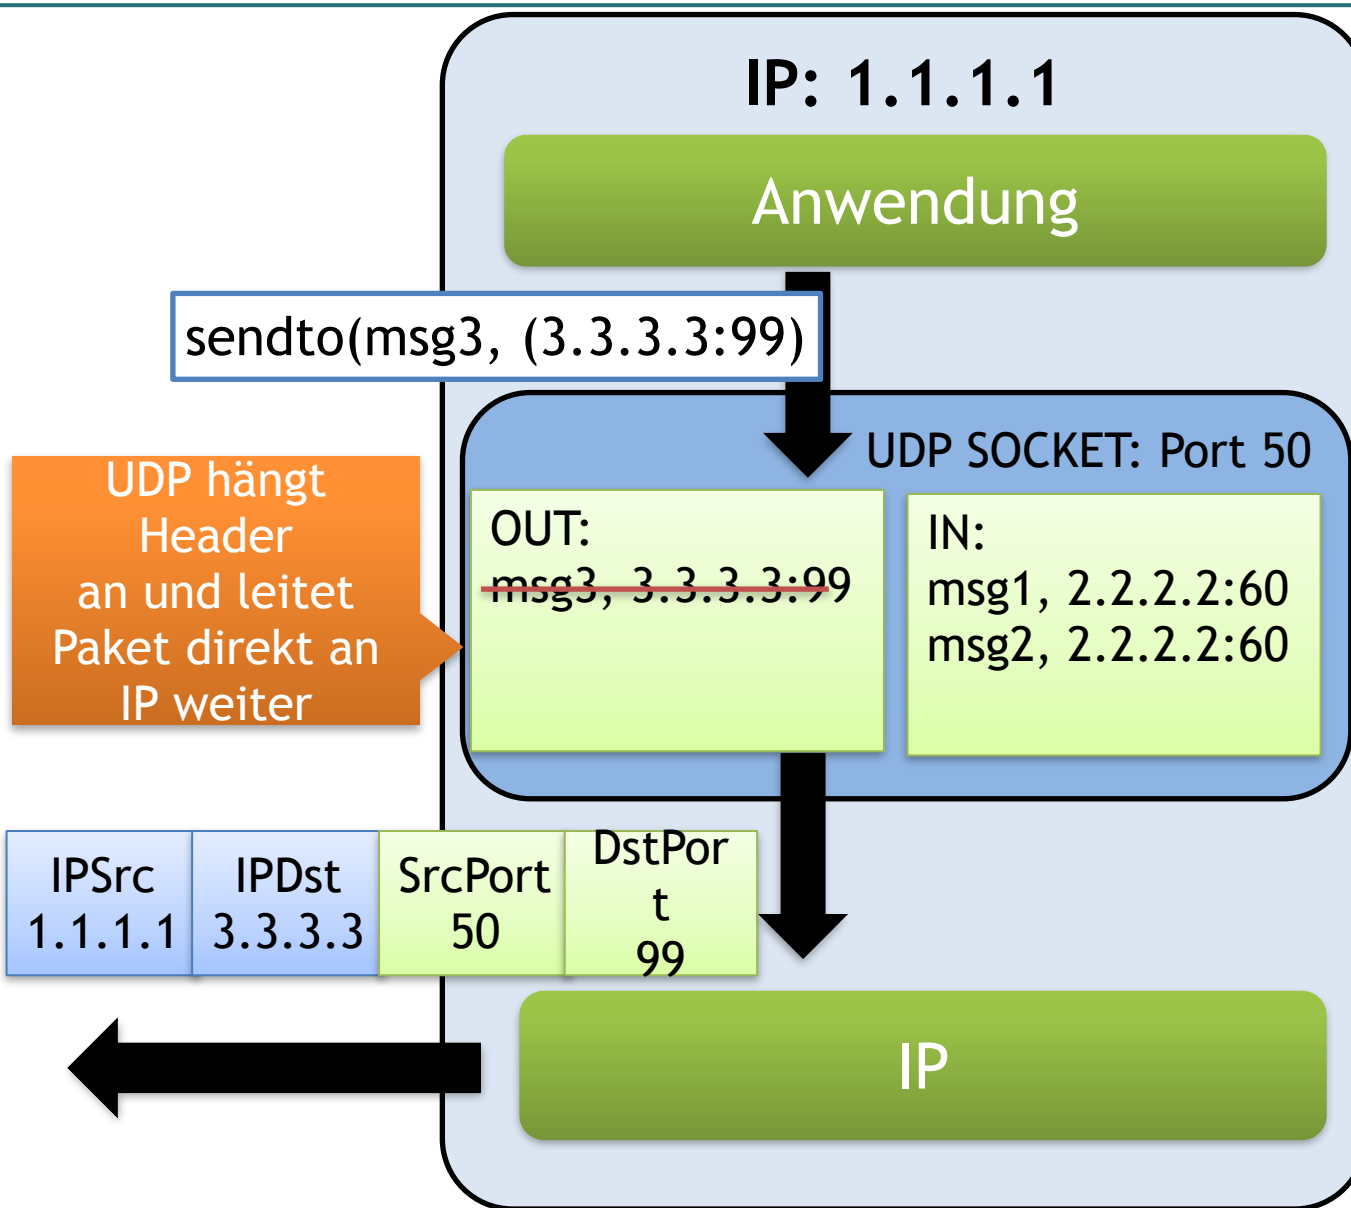 IP: 1.1.1.1
Anwendung
sendto(msg3, (3.3.3.3:99)
UDP SOCKET: Port 50
UDP hängt
Header
an und leitet
Paket direkt an
IP weiter
OUT:
msg3, 3.3.3.3:99
IN:
msg1, 2.2.2.2:60
msg2, 2.2.2.2:60
IPSrc
1.1.1.1
IPDst
3.3.3.3
SrcPort
50
DstPor
t
99
IP